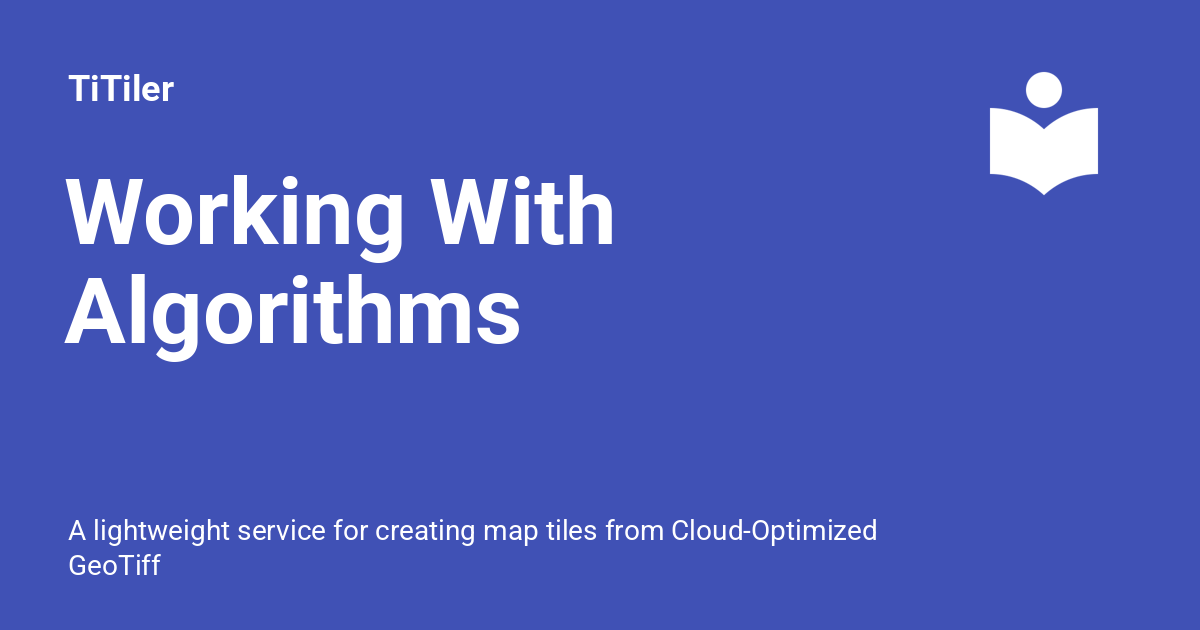 TiTiler
Working With
Algorithms
A lightweight service for creating map tiles from Cloud-Optimized
GeoTiff